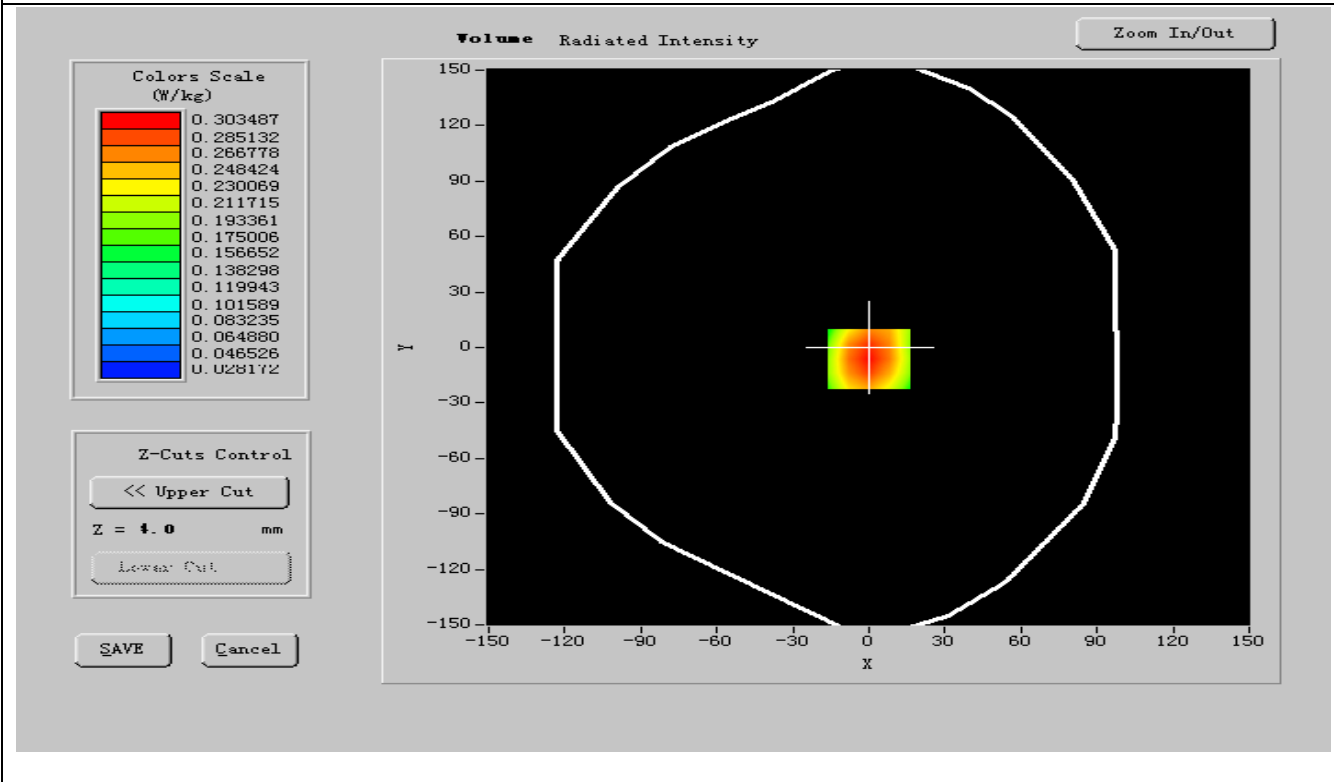 Volume Radiated Intensity
Zoom In/Out
Colors Scale
(W/kg)
0.303487
0.285132
0.266778
0.248424
0.230069
0.211715
0.193361
0.175006
0.156652
0.138298
0.119943
0.101589
0.083235
0.064880
0.046526
0.028172
Z-Cuts Control
<< Upper Cut
Z = 4.0 mm
Lower Cut
SAVE
Cancel
150
120
90
60
30
0
-30
-60
-90
-120
-150
Y
-150 -120 -90 -60 -30 0 30 60 90 120 150
X